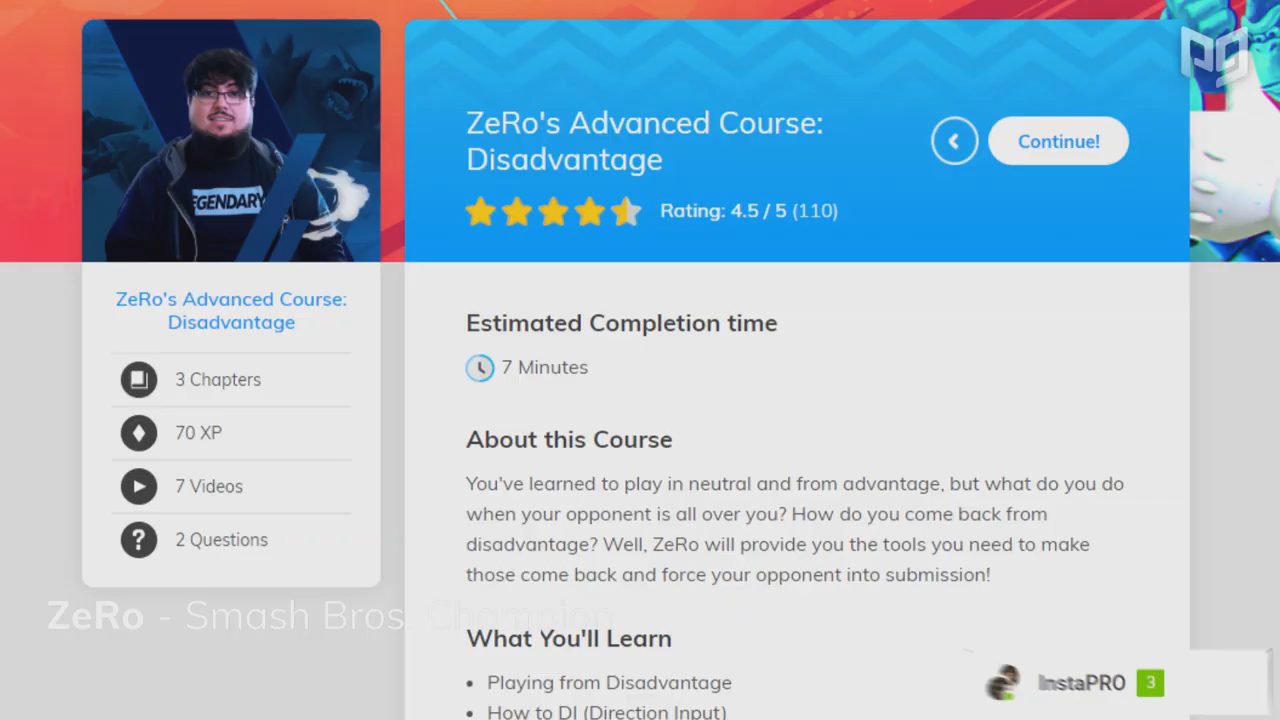 PG
ZeRo's Advanced Course:
Disadvantage
Continue!
Rating: 4.5 / 5 (110)
EGENDARY
ZeRo's Advanced Course:
Disadvantage
3 Chapters
70 XP
7 Videos
2 Questions
Estimated Completion time
7 Minutes
About this Course
You've learned to play in neutral and from advantage, but what do you do
when your opponent is all over you? How do you come back from
disadvantage? Well, ZeRo will provide you the tools you need to make
those come back and force your opponent into submission!
ZeRo - Smash Bros. Champion
What You'll Learn
• Playing from Disadvantage
• How to DI (Direction Input)
InstaPRO 3